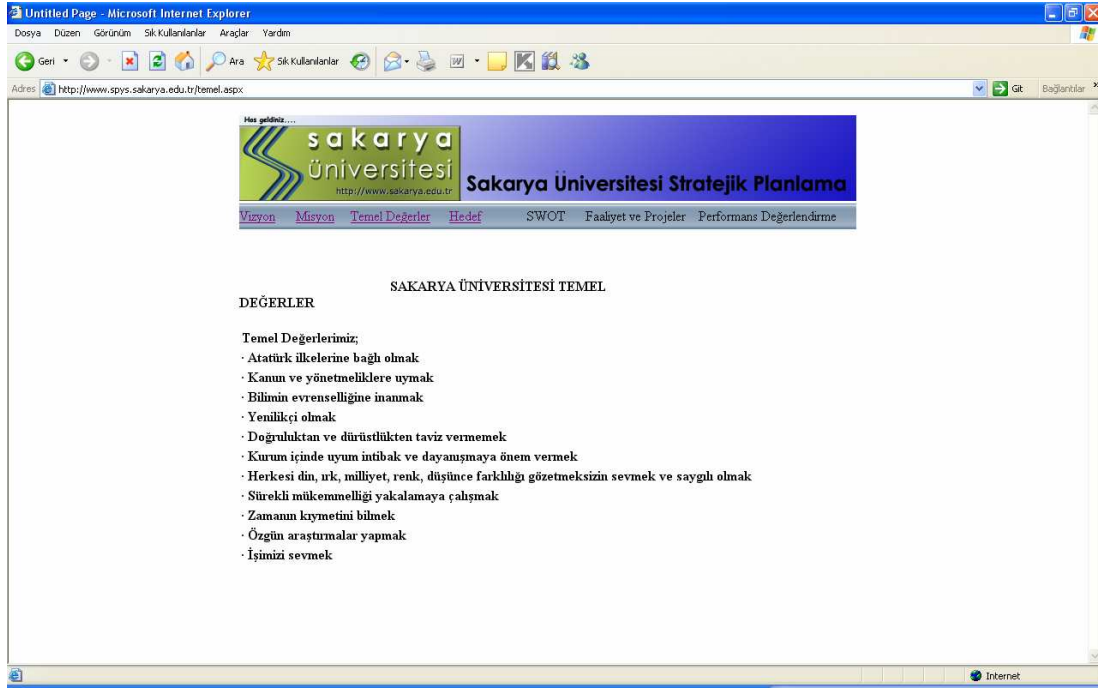 Untitled Page - Microsoft Internet Explorer
Dosya Düzen Görünüm Sık Kullanılanlar Araçlar Yardım
Geri Ara Sık Kullanılanlar
Adres http://www.spys.sakarya.edu.tr/temel.aspx Git Bağlantılar
Hoş geldiniz....
sakarya
üniversitesi
http://www.sakarya.edu.tr
Sakarya Üniversitesi Stratejik Planlama
Vizyon Misyon Temel Değerler Hedef SWOT Faaliyet ve Projeler Performans Değerlendirme
SAKARYA ÜNİVERSİTESİ TEMEL
DEĞERLER
Temel Değerlerimiz;
· Atatürk ilkelerine bağlı olmak
· Kanun ve yönetmeliklere uymak
· Bilimin evrenselliğine inanmak
· Yenilikçi olmak
· Doğruluktan ve dürüstlükten taviz vermemek
· Kurum içinde uyum intibak ve dayanışmaya önem vermek
· Herkesi din, ırk, milliyet, renk, düşünce farklılığı gözetmeksizin sevmek ve saygılı olmak
· Sürekli mükemmelliği yakalamaya çalışmak
· Zamanın kıymetini bilmek
· Özgün araştırmalar yapmak
· İşimizi sevmek
Internet